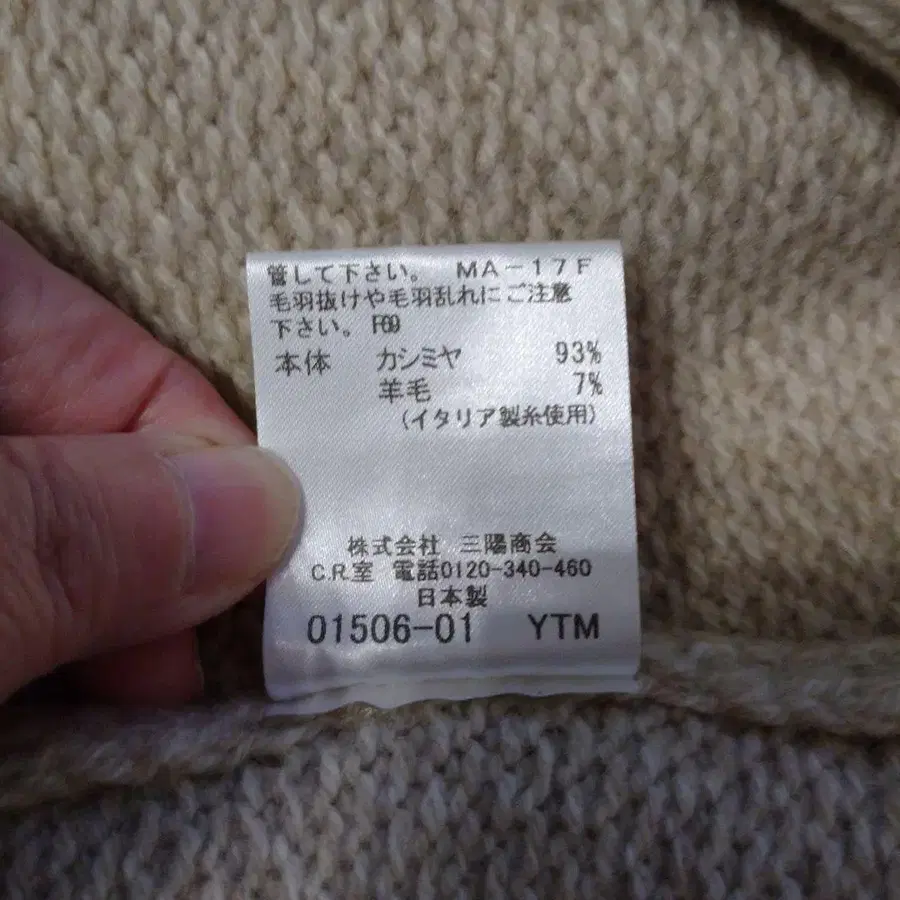 管して下さい。 MA-17F
毛羽抜けや毛羽乱れにご注意
下さい。 F69
本体 カシミヤ 93%
羊毛 7%
(イタリア製糸使用)
株式会社 三陽商会
C.R.室 電話0120-340-460
日本製
01506-01 YTM